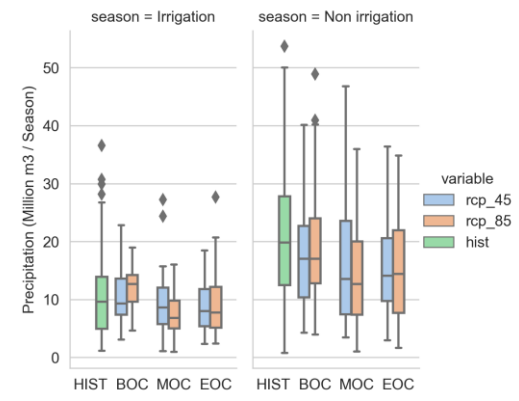 season = Irrigation
season = Non irrigation
Precipitation (Million m3 / Season)
50
40
30
20
10
0
HIST BOC MOC EOC
HIST BOC MOC EOC
variable
rcp_45
rcp_85
hist